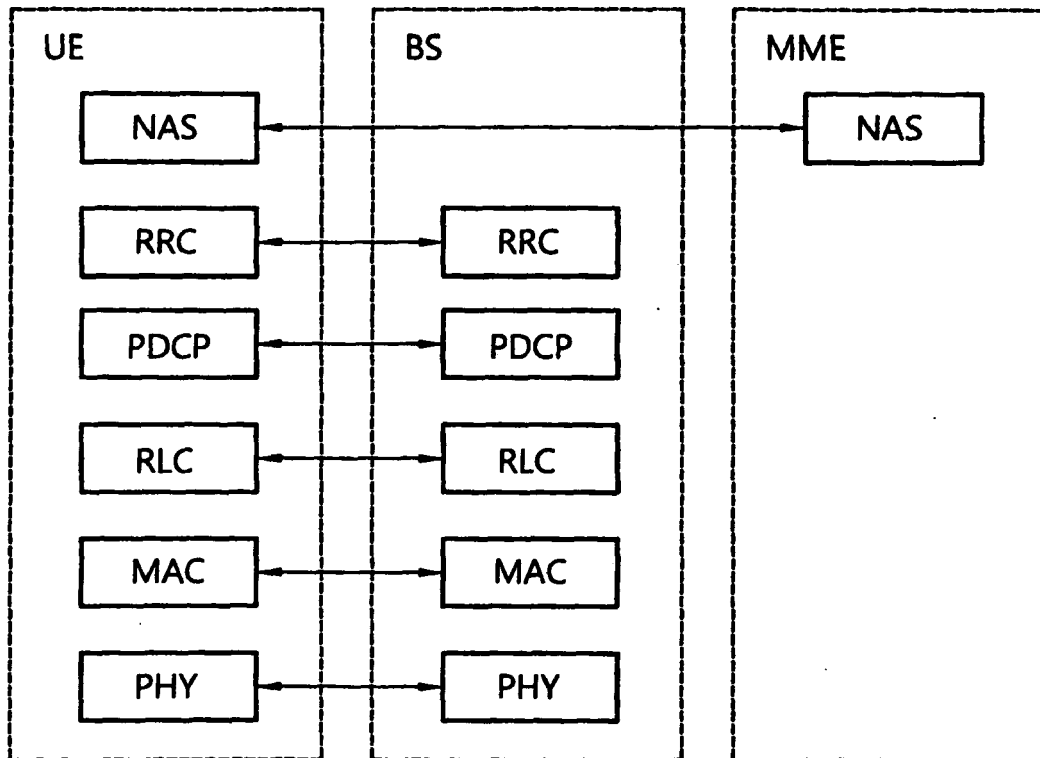 UE BS MME
NAS NAS
RRC RRC
PDCP PDCP
RLC RLC
MAC MAC
PHY PHY